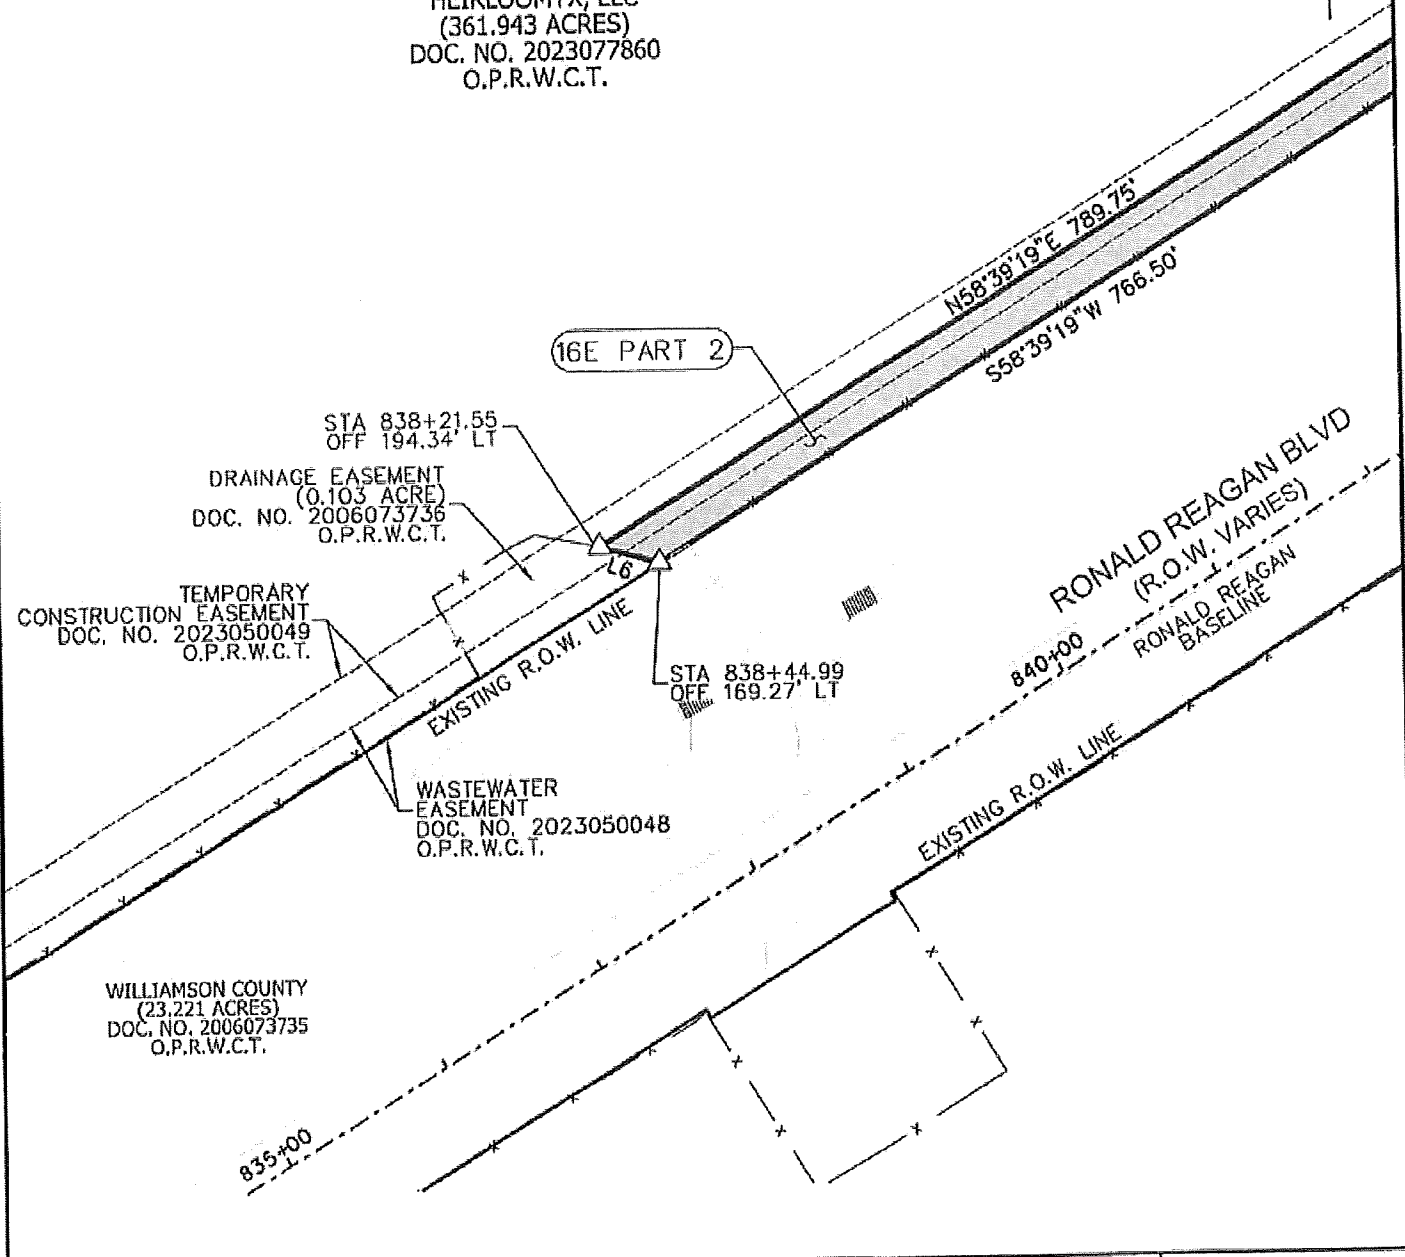 HEIRLOOMTX, LLC
(361.943 ACRES)
DOC. NO. 2023077860
O.P.R.W.C.T.
N58°39'19"E 789.75'
S58°39'19"W 766.50'
16E PART 2
STA 838+21.55
OFF 194.34' LT
DRAINAGE EASEMENT
(0.103 ACRE)
DOC. NO. 2006073736
O.P.R.W.C.T.
L6
TEMPORARY
CONSTRUCTION EASEMENT
DOC. NO. 2023050049
O.P.R.W.C.T.
EXISTING R.O.W. LINE
STA 838+44.99
OFF 169.27' LT
RONALD REAGAN BLVD
(R.O.W. VARIES)
RONALD REAGAN
BASELINE
840+00
WASTEWATER
EASEMENT
DOC. NO. 2023050048
O.P.R.W.C.T.
EXISTING R.O.W. LINE
WILLIAMSON COUNTY
(23.221 ACRES)
DOC. NO. 2006073735
O.P.R.W.C.T.
835+00